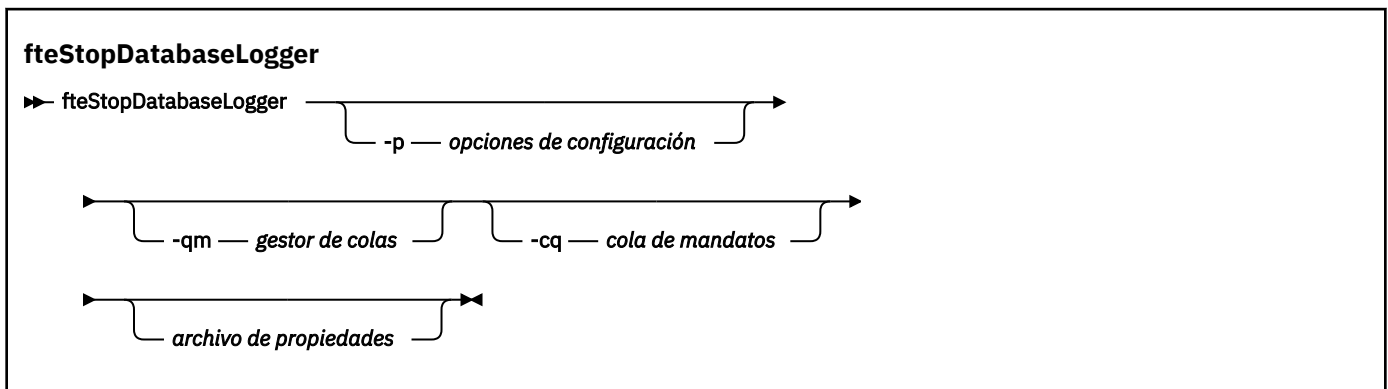 fteStopDatabaseLogger
fteStopDatabaseLogger
-p opciones de configuración
-qm gestor de colas -cq cola de mandatos
archivo de propiedades